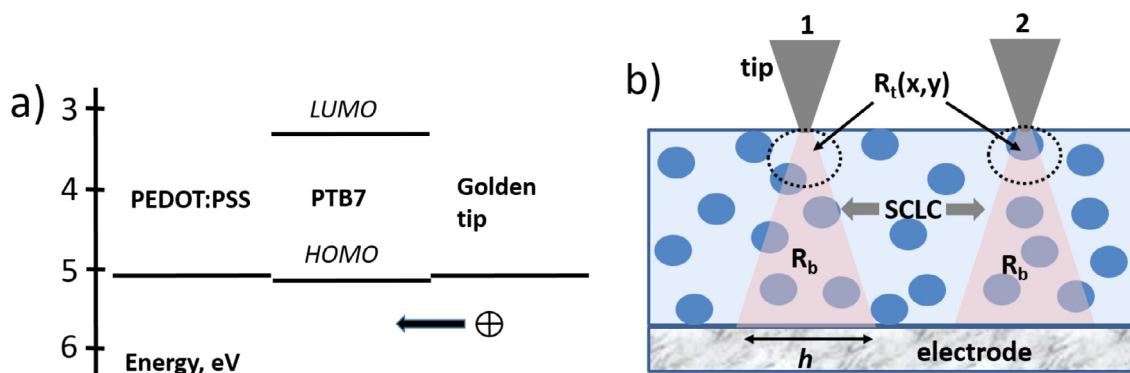 a)
3
4
5
6
LUMO
PEDOT:PSS
PTB7
Golden
tip
HOMO
⊕
Energy, eV
b)
1
2
tip
Rt(x,y)
SCLC
Rb
Rb
h
electrode